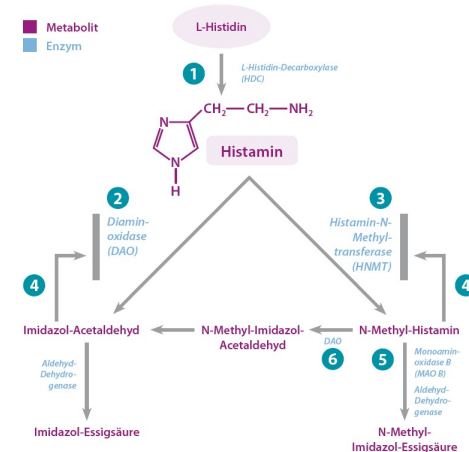 Metabolit
Enzym
L-Histidin
1
L-Histidin-Decarboxylase
(HDC)
CH₂—CH₂—NH₂
N
N
H
Histamin
2
Diamin-
oxidase
(DAO)
3
Histamin-N-
Methyl-
transferase
(HNMT)
4
4
Imidazol-Acetaldehyd
N-Methyl-Imidazol-
Acetaldehyd
DAO
6
N-Methyl-Histamin
Aldehyd-
Dehydro-
genase
5
Monoamin-
oxidase B
(MAO B)
Aldehyd-
Dehydro-
genase
Imidazol-Essigsäure
N-Methyl-
Imidazol-Essigsäure